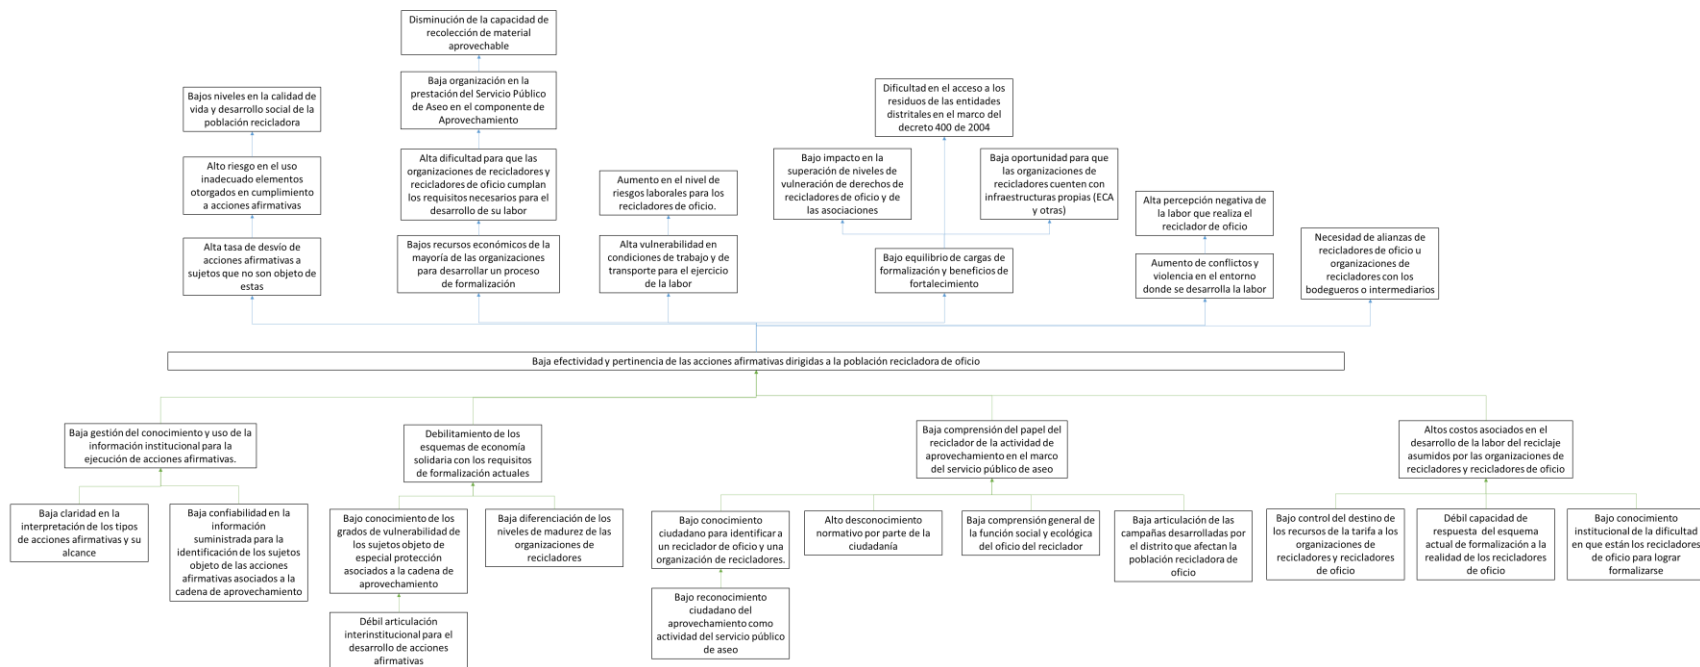 Disminución de la capacidad de
recolección de material
aprovechable
Bajos niveles en la calidad de
vida y desarrollo social de la
población recicladora
Baja organización en la
prestación del Servicio Público
de Aseo en el componente de
Aprovechamiento
Dificultad en el acceso a los
residuos de las entidades
distritales en el marco del
decreto 400 de 2004
Alto riesgo en el uso
inadecuado elementos
otorgados en cumplimiento
a acciones afirmativas
Alta dificultad para que las
organizaciones de recicladores y
recicladores de oficio cumplan
los requisitos necesarios para el
desarrollo de su labor
Aumento en el nivel de
riesgos laborales para los
recicladores de oficio.
Bajo impacto en la
superación de niveles de
vulneración de derechos de
recicladores de oficio y de
las asociaciones
Baja oportunidad para que
las organizaciones de
recicladores cuenten con
infraestructuras propias (ECA
y otras)
Alta percepción negativa de
la labor que realiza el
reciclador de oficio
Alta tasa de desvío de
acciones afirmativas a
sujetos que no son objeto de
estas
Bajos recursos económicos de la
mayoría de las organizaciones
para desarrollar un proceso
de formalización
Alta vulnerabilidad en
condiciones de trabajo y de
transporte para el ejercicio
de la labor
Bajo equilibrio de cargas de
formalización y beneficios de
fortalecimiento
Aumento de conflictos y
violencia en el entorno
donde se desarrolla la labor
Necesidad de alianzas de
recicladores de oficio u
organizaciones de
recicladores con los
bodegueros o intermediarios
Baja efectividad y pertinencia de las acciones afirmativas dirigidas a la población recicladora de oficio
Baja gestión del conocimiento y uso de la
información institucional para la
ejecución de acciones afirmativas.
Debilitamiento de los
esquemas de economía
solidaria con los requisitos
de formalización actuales
Baja comprensión del papel del
reciclador de la actividad de
aprovechamiento en el marco
del servicio público de aseo
Altos costos asociados en el
desarrollo de la labor del reciclaje
asumidos por las organizaciones de
recicladores y recicladores de oficio
Baja claridad en la
interpretación de los tipos
de acciones afirmativas y su
alcance
Baja confiabilidad en la
información
suministrada para la
identificación de los sujetos
objeto de las acciones
afirmativas asociados a la
cadena de aprovechamiento
Bajo conocimiento de los
grados de vulnerabilidad de
los sujetos objeto de
especial protección
asociados a la cadena de
aprovechamiento
Baja diferenciación de los
niveles de madurez de las
organizaciones de
recicladores
Bajo conocimiento
ciudadano para identificar a
un reciclador de oficio y una
organización de recicladores.
Alto desconocimiento
normativo por parte de la
ciudadanía
Baja comprensión general de
la función social y ecológica
del oficio del reciclador
Baja articulación de las
campañas desarrolladas por
el distrito que afectan la
población recicladora de
oficio
Bajo control del destino de
los recursos de la tarifa a los
organizaciones de
recicladores y recicladores
de oficio
Débil capacidad de
respuesta del esquema
actual de formalización a la
realidad de los recicladores
de oficio
Bajo conocimiento
institucional de la dificultad
en que están los recicladores
de oficio para lograr
formalizarse
Débil articulación
interinstitucional para el
desarrollo de acciones
afirmativas
Bajo reconocimiento
ciudadano del
aprovechamiento como
actividad del servicio público
de aseo